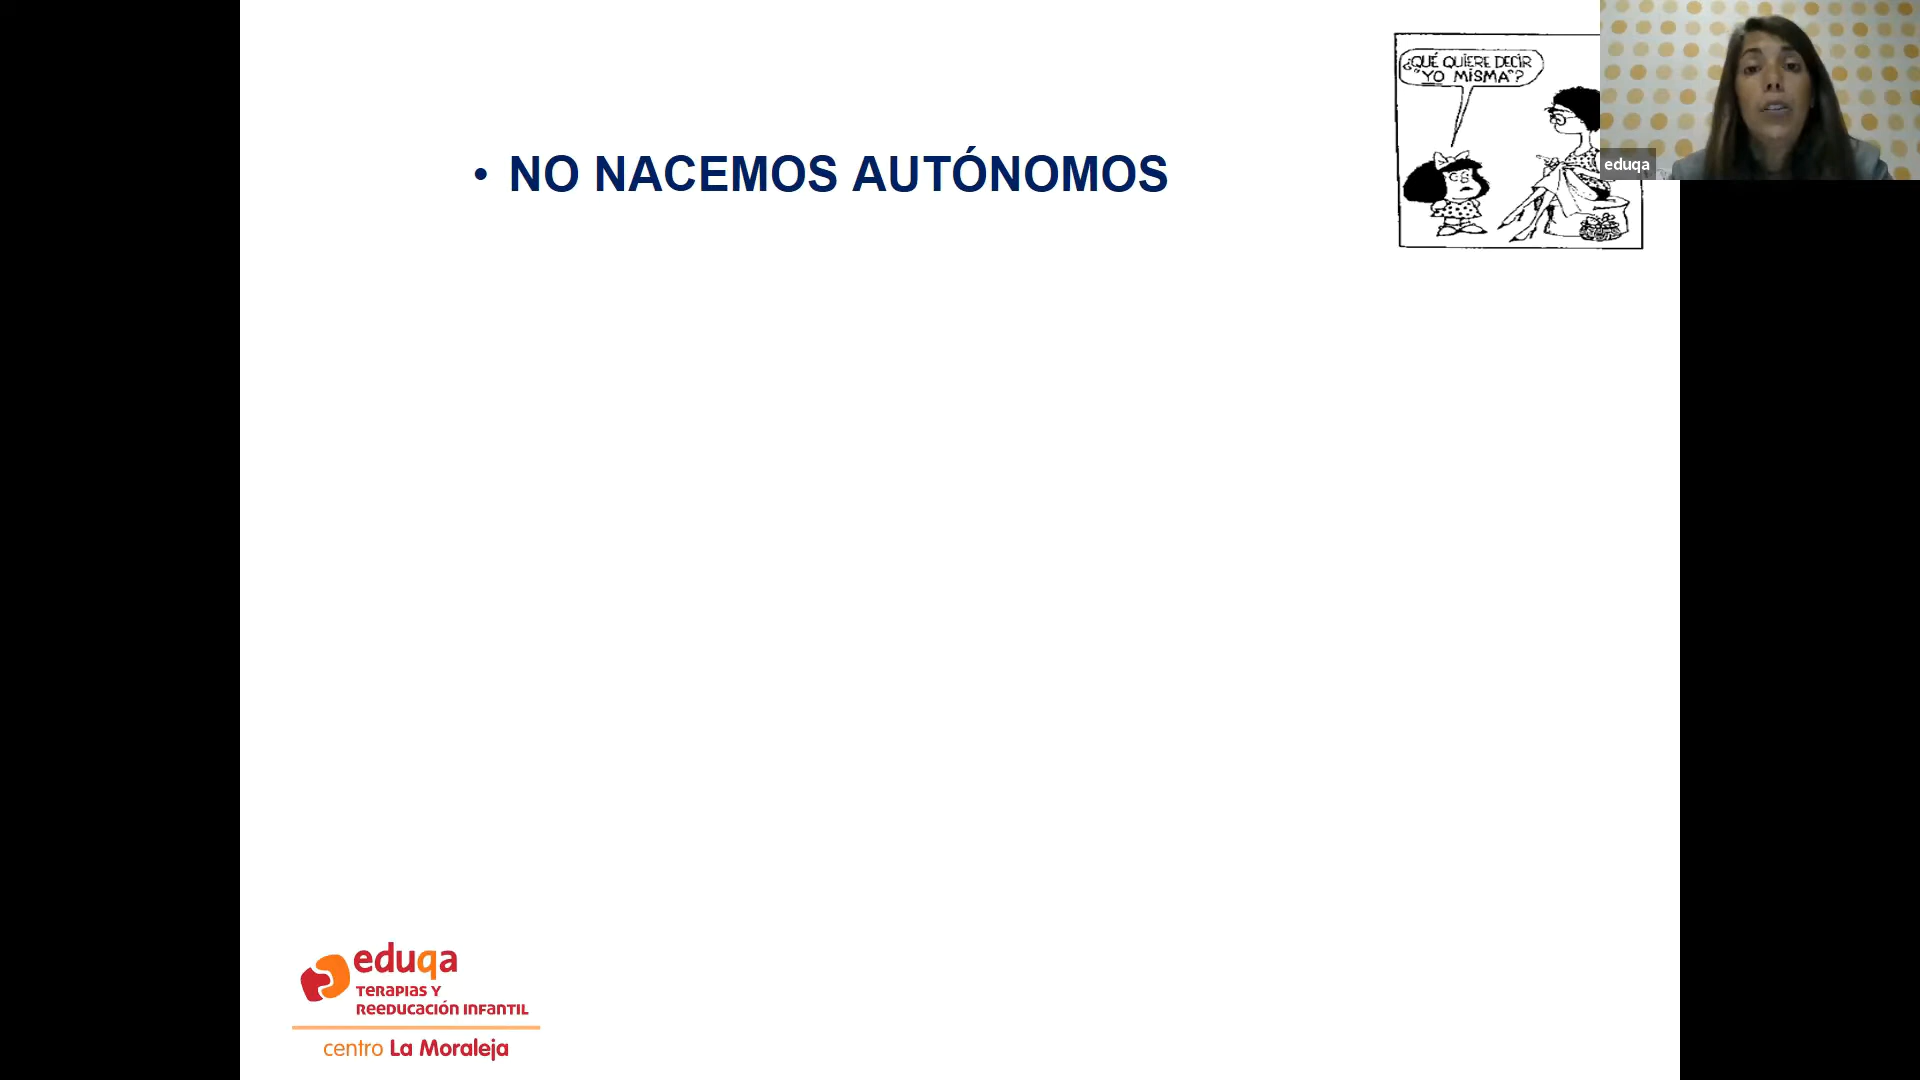 ¿QUÉ QUIERE DECIR
"YO MISMA"?
eduqa
• NO NACEMOS AUTÓNOMOS
eduqa
TERAPIAS Y
REEDUCACIÓN INFANTIL
centro La Moraleja